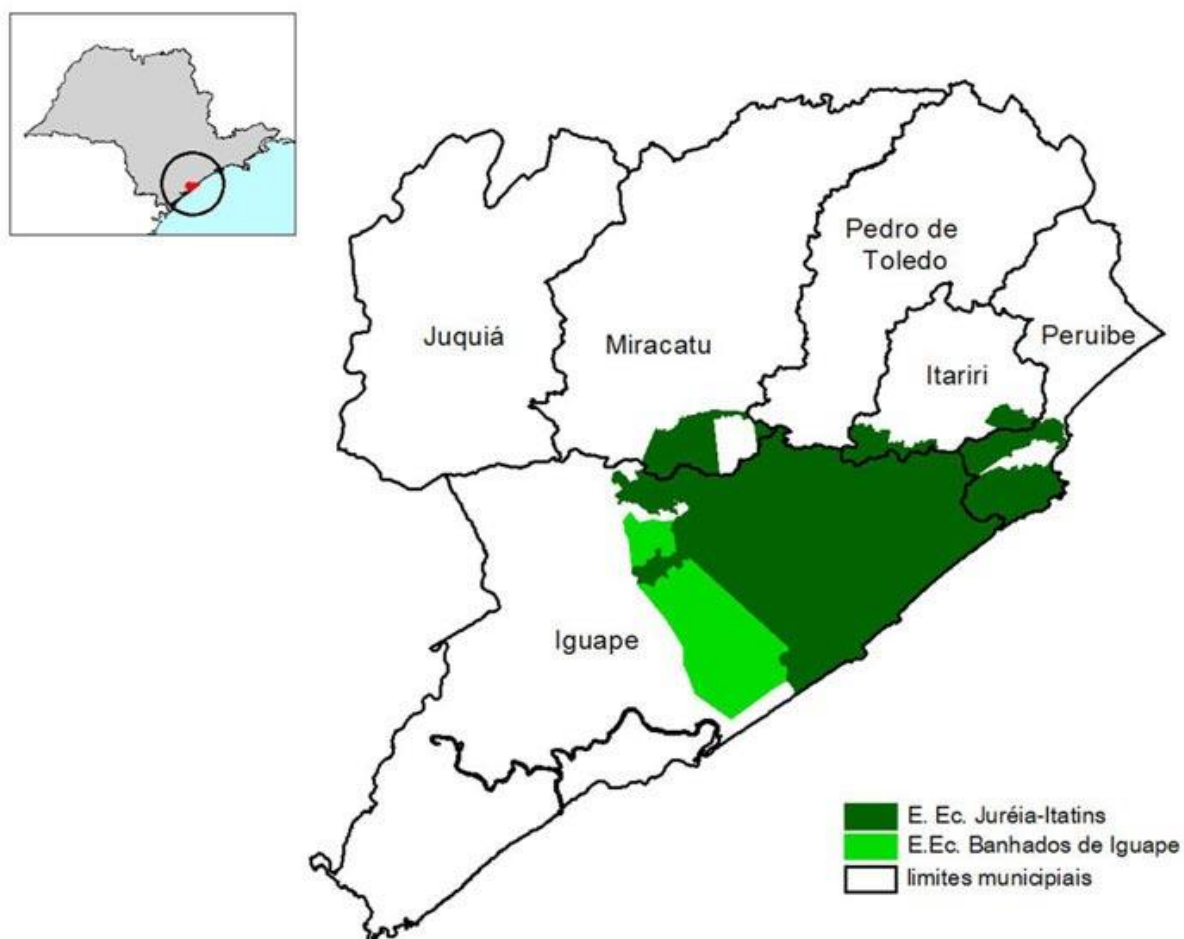 Pedro de
Toledo
Juquiá
Miracatu
Peruibe
Itariri
Iguape
E. Ec. Juréia-Itatins
E.Ec. Banhados de Iguape
limites municipiais